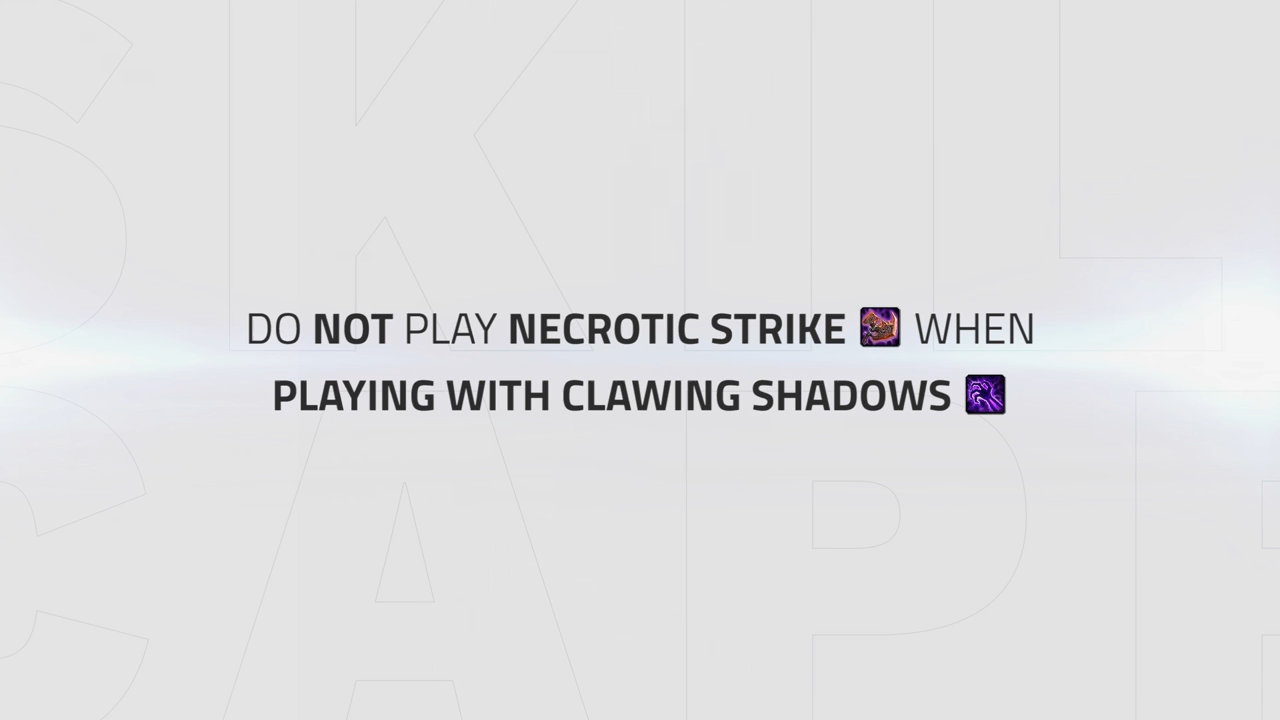 DO NOT PLAY NECROTIC STRIKE WHEN
PLAYING WITH CLAWING SHADOWS